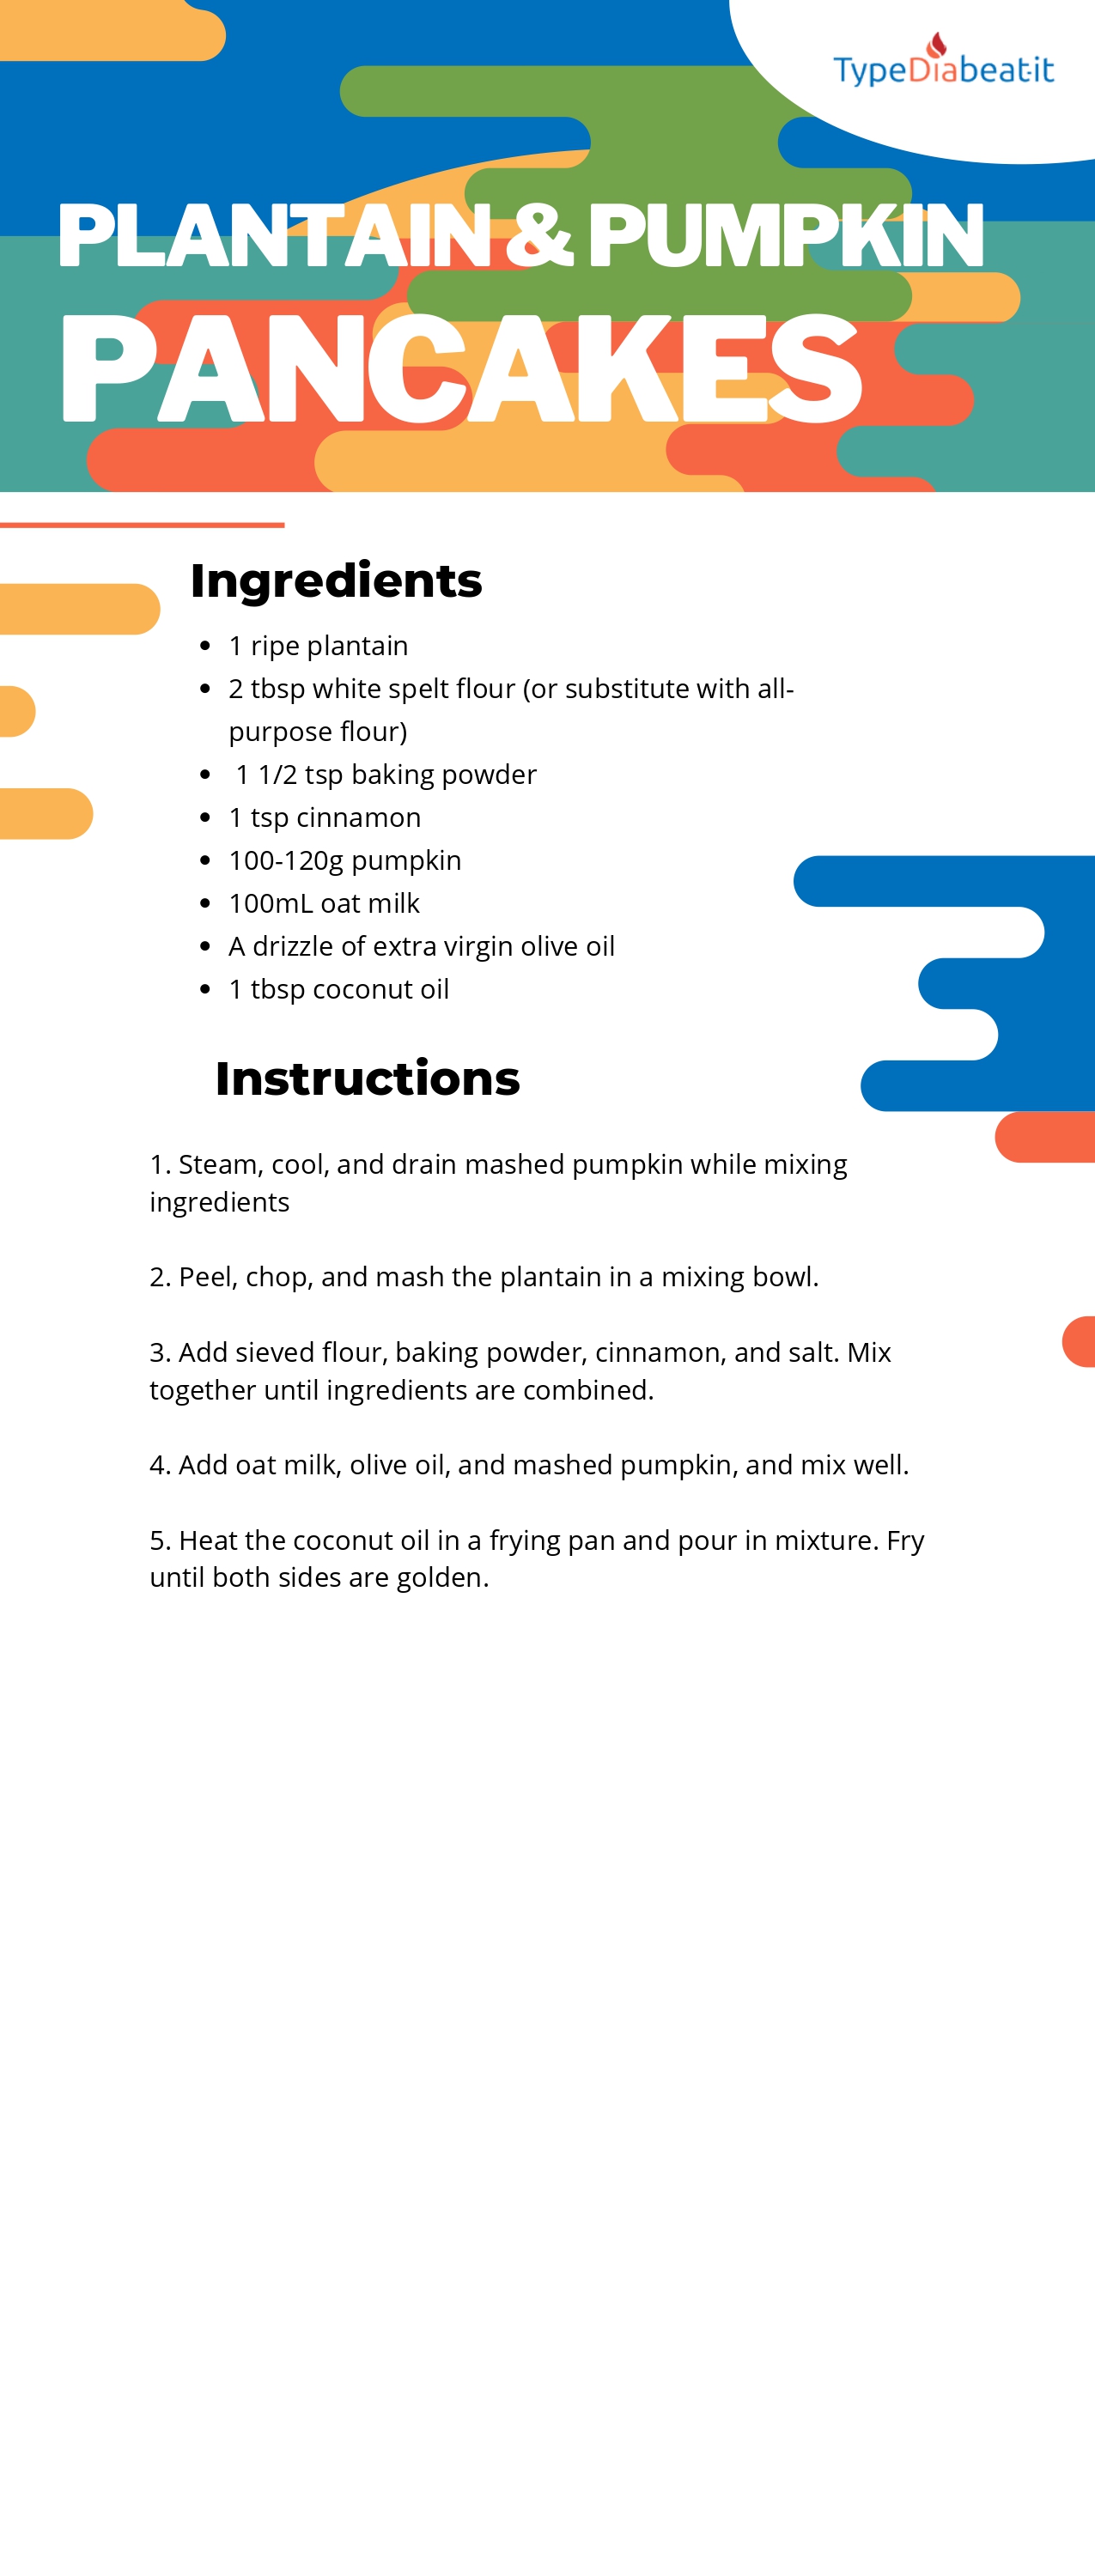 TypeDiabeat-it
PLANTAIN & PUMPKIN
PANCAKES
Ingredients
• 1 ripe plantain
• 2 tbsp white spelt flour (or substitute with all-
purpose flour)
• 1 1/2 tsp baking powder
• 1 tsp cinnamon
• 100-120g pumpkin
• 100mL oat milk
• A drizzle of extra virgin olive oil
• 1 tbsp coconut oil
Instructions
1. Steam, cool, and drain mashed pumpkin while mixing
ingredients
2. Peel, chop, and mash the plantain in a mixing bowl.
3. Add sieved flour, baking powder, cinnamon, and salt. Mix
together until ingredients are combined.
4. Add oat milk, olive oil, and mashed pumpkin, and mix well.
5. Heat the coconut oil in a frying pan and pour in mixture. Fry
until both sides are golden.